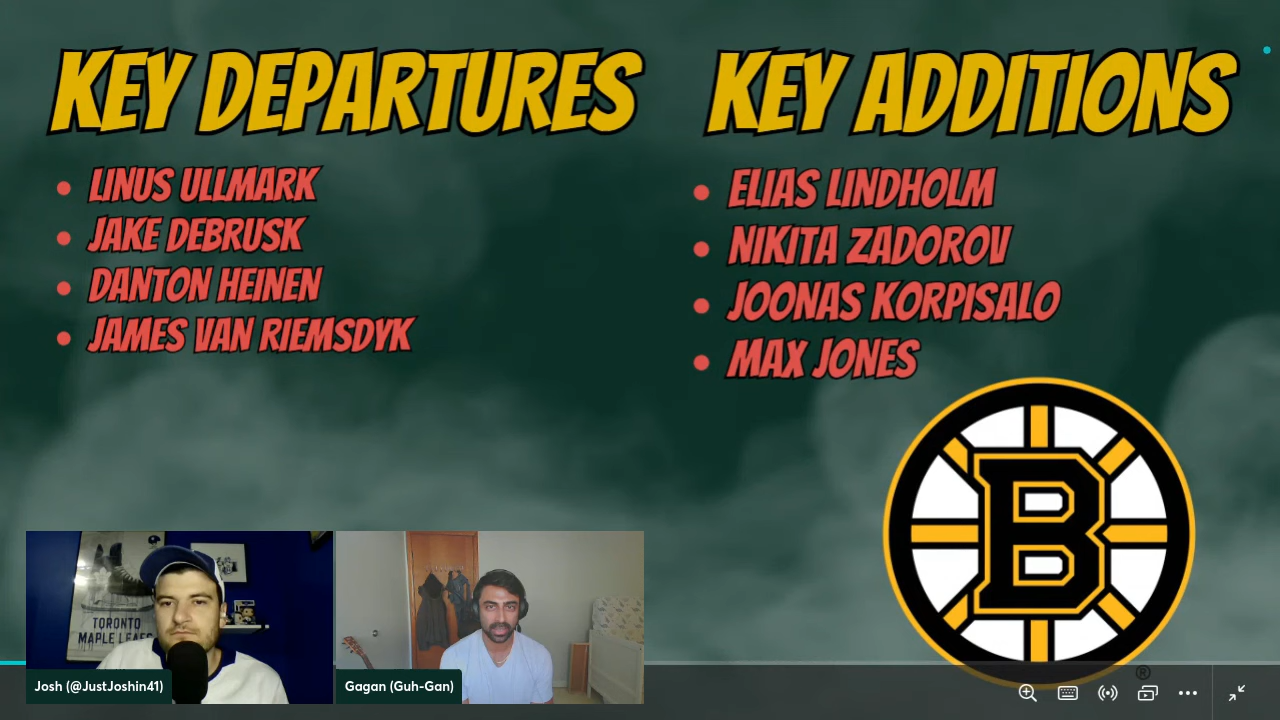 KEY DEPARTURES
LINUS ULLMARK
JAKE DEBRUSK
DANTON HEINEN
JAMES VAN RIEMSDYK
KEY ADDITIONS
ELIAS LINDHOLM
NIKITA ZADOROV
JOONAS KORPISALO
MAX JONES
B
®
TORONTO
MAPLE LEAFS
Josh (@JustJoshin41)
Gagan (Guh-Gan)